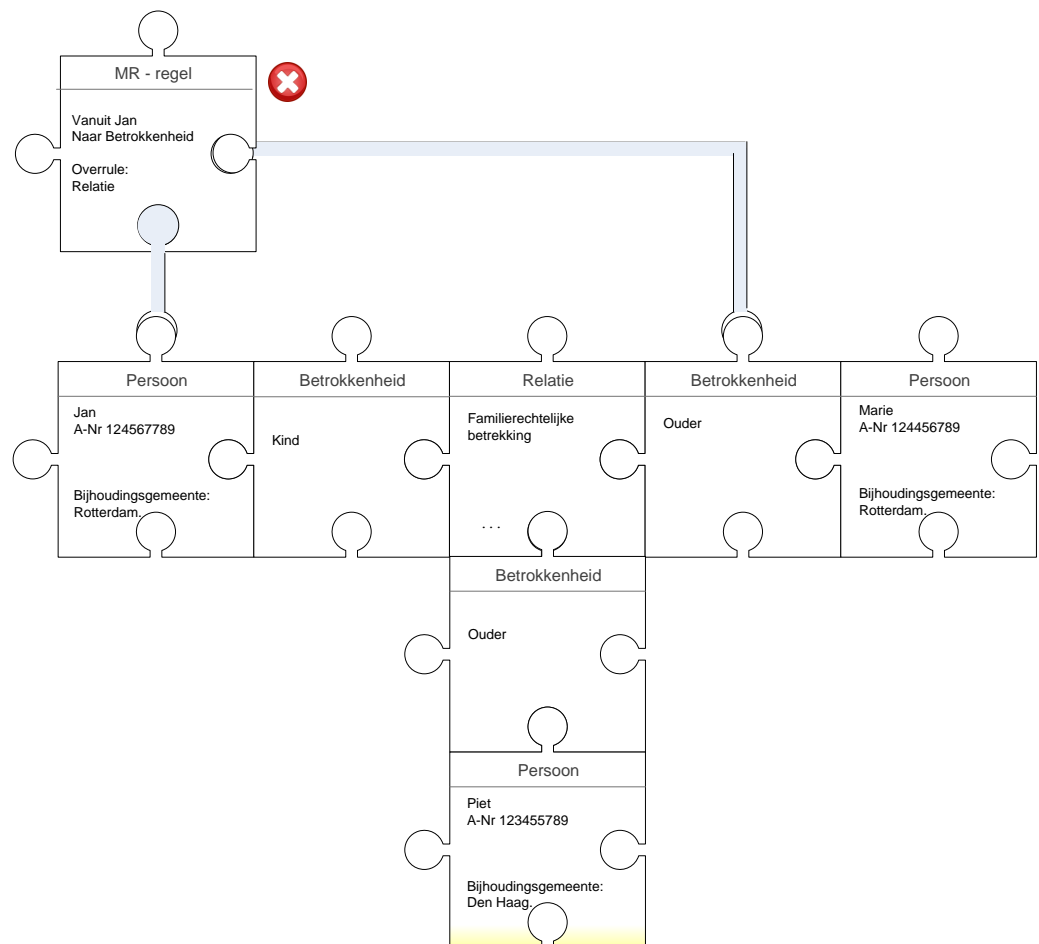 MR - regel
Vanuit Jan
Naar Betrokkenheid
Overrule:
Relatie
Persoon
Jan
A-Nr 124567789
Bijhoudingsgemeente:
Rotterdam.
Betrokkenheid
Kind
Relatie
Familierechtelijke
betrekking
. . .
Betrokkenheid
Ouder
Persoon
Marie
A-Nr 124456789
Bijhoudingsgemeente:
Rotterdam.
Betrokkenheid
Ouder
Persoon
Piet
A-Nr 123455789
Bijhoudingsgemeente:
Den Haag.